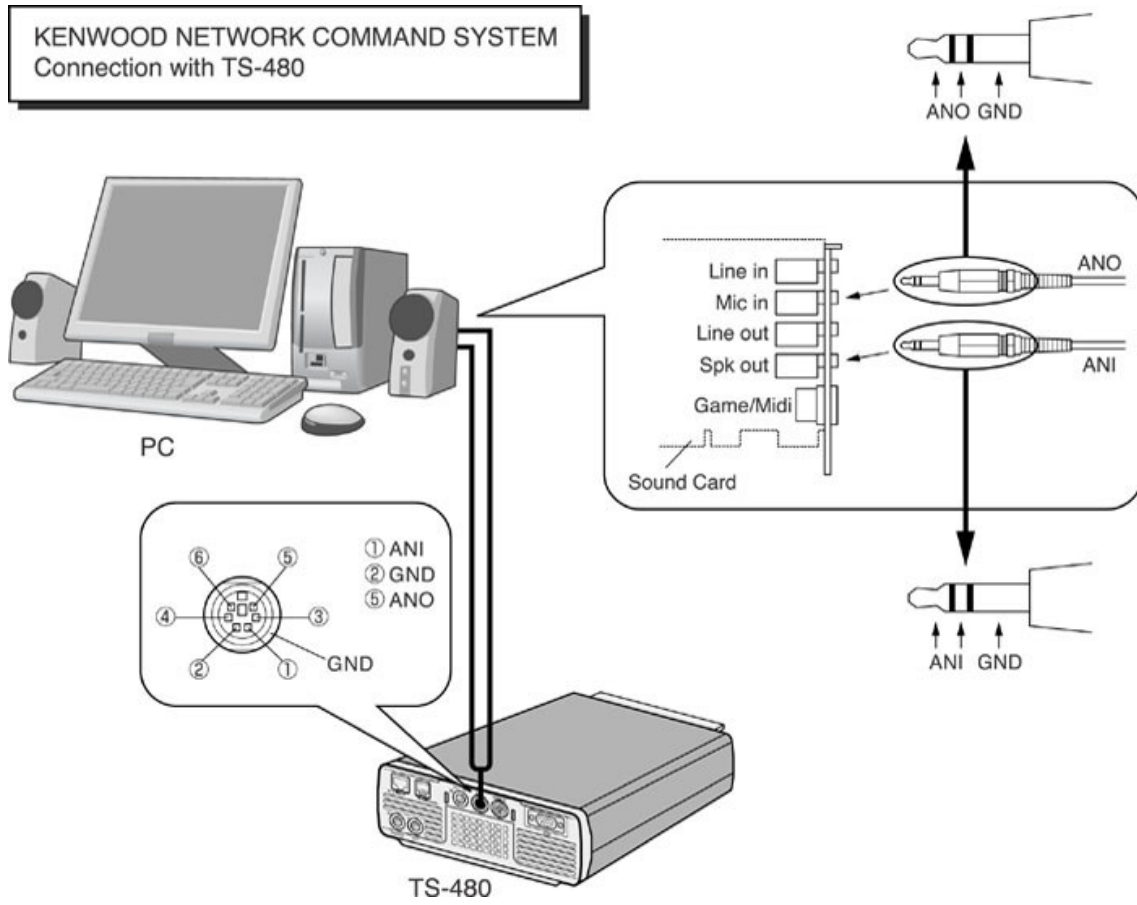 KENWOOD NETWORK COMMAND SYSTEM
Connection with TS-480
ANO GND
Line in
Mic in
Line out
Spk out
Game/Midi
Sound Card
ANO
ANI
PC
⑥ ⑤
④ ③
② ①
GND
① ANI
② GND
⑤ ANO
ANI GND
TS-480